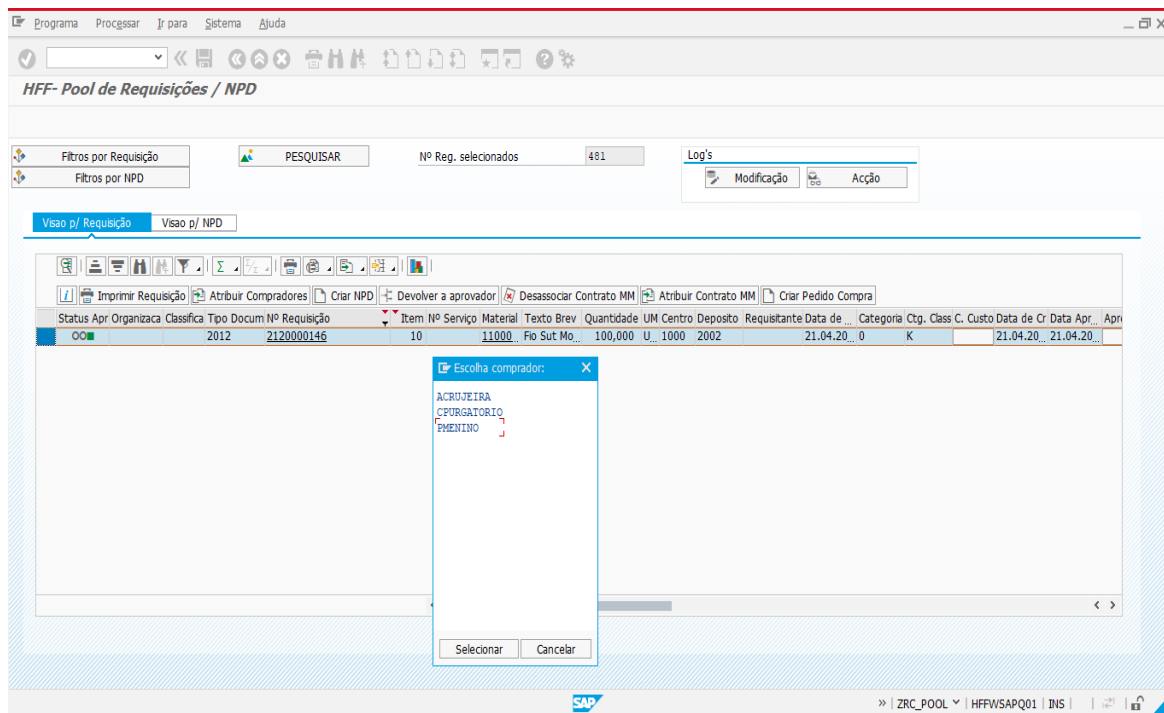 Programa Processar Ir para Sistema Ajuda
HFF- Pool de Requisições / NPD
Filtros por Requisição PESQUISAR Nº Reg. selecionados 481 Log's
Filtros por NPD Modificação Acção
Visao p/ Requisição Visao p/ NPD
Imprimir Requisição Atribuir Compradores Criar NPD Devolver a aprovador Desassociar Contrato MM Atribuir Contrato MM Criar Pedido Compra
Status Apr Organizaca Classifica Tipo Docum Nº Requisição Item Nº Serviço Material Texto Brev Quantidade UM Centro Deposito Requisitante Data de ... Categoria Ctg. Class C. Custo Data de Cr Data Apr... Apr
2012 2120000146 10 11000... Fio Sut Mo... 100,000 U... 1000 2002 21.04.20... 0 K 21.04.20... 21.04.20...
Escolha comprador:
ACRUJEIRA
CPURGATORIO
PMENINO
Selecionar Cancelar
SAP ZRC_POOL HFFWSAPQ01 INS